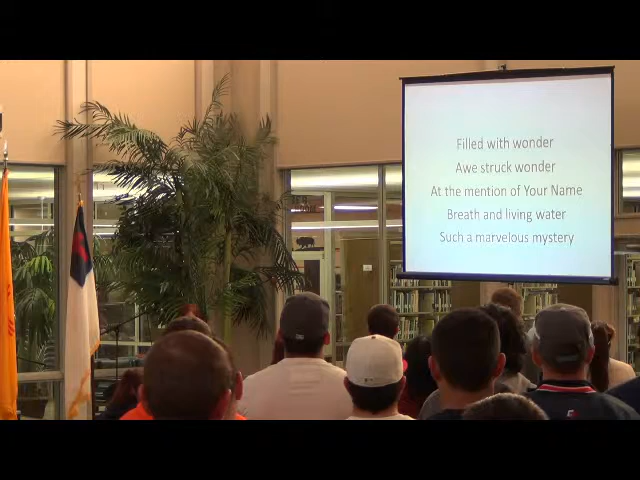 Filled with wonder
Awe struck wonder
At the mention of Your Name
Breath and living water
Such a marvelous mystery